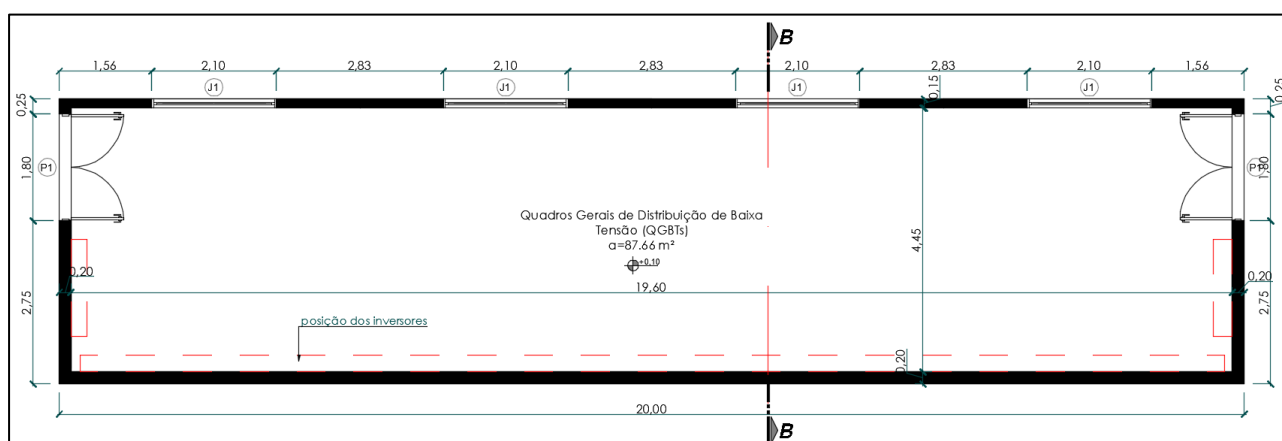 B
1,56 2,10 2,83 2,10 2,83 2,10 2,83 2,10 1,56
J1 J1 J1 J1
0,25 0,15 0,25
P1 1,80 P1 1,80
Quadros Gerais de Distribuição de Baixa
Tensão (QGBTs)
a=87.66 m²
+0,10
4,45
0,20 19,60 0,20
2,75 2,75
posição dos inversores
0,20
20,00
B